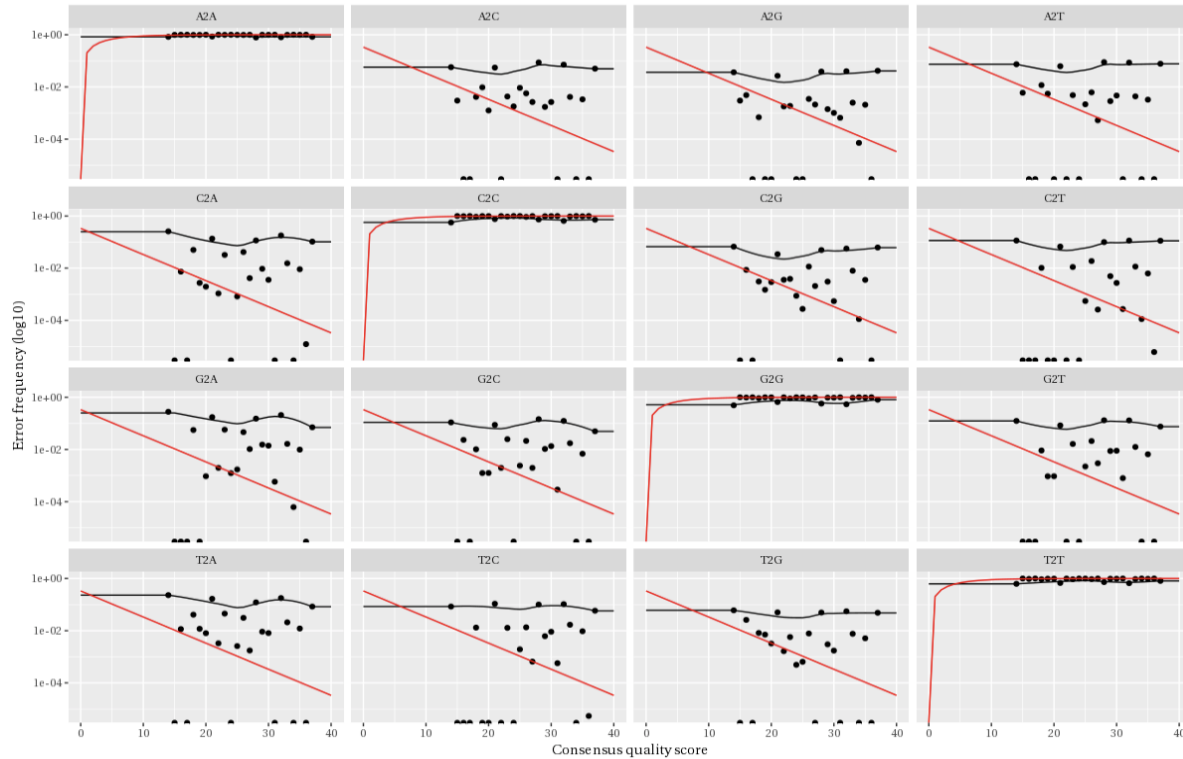 A2A A2C A2G A2T
1e+00
1e-02
1e-04
C2A C2C C2G C2T
1e+00
1e-02
1e-04
G2A G2C G2G G2T
1e+00
1e-02
1e-04
T2A T2C T2G T2T
1e+00
1e-02
1e-04
0 10 20 30 40 0 10 20 30 40 0 10 20 30 40 0 10 20 30 40
Consensus quality score
Error frequency (log10)